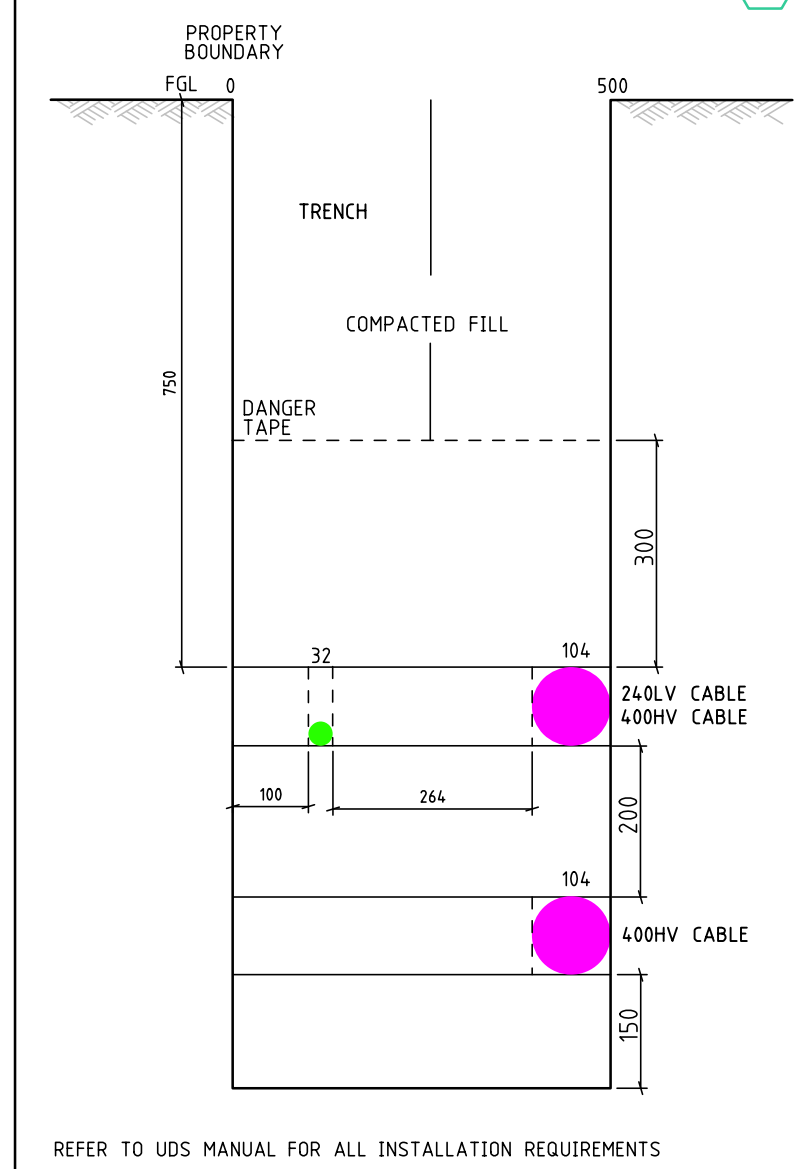 PROPERTY
BOUNDARY
FGL 0 500
TRENCH
COMPACTED FILL
750
DANGER
TAPE
300
32 104
240LV CABLE
400HV CABLE
100 264
200
104
400HV CABLE
150
REFER TO UDS MANUAL FOR ALL INSTALLATION REQUIREMENTS